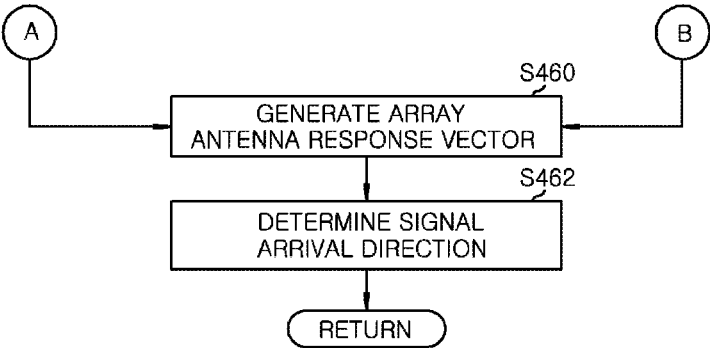 A
B
S460
GENERATE ARRAY
ANTENNA RESPONSE VECTOR
S462
DETERMINE SIGNAL
ARRIVAL DIRECTION
RETURN